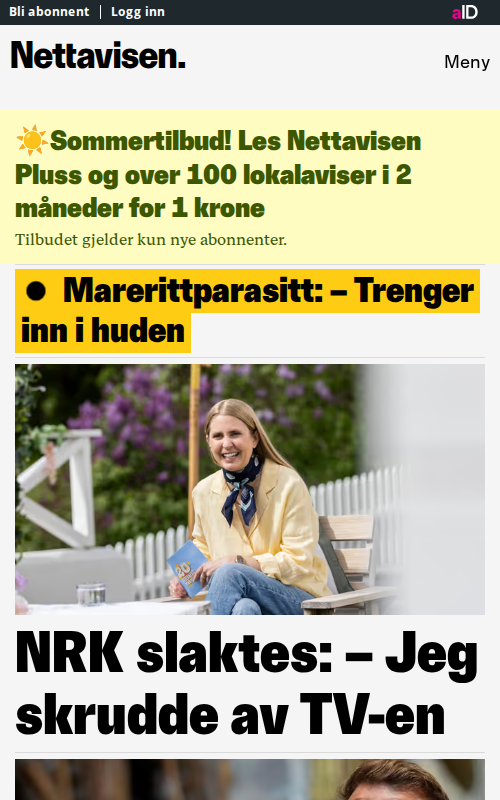 Bli abonnent | Logg inn
aID
Nettavisen.
Meny
Sommertilbud! Les Nettavisen
Pluss og over 100 lokalaviser i 2
måneder for 1 krone
Tilbudet gjelder kun nye abonnenter.
Marerittparasitt: – Trenger
inn i huden
NRK slaktes: – Jeg
skrudde av TV-en